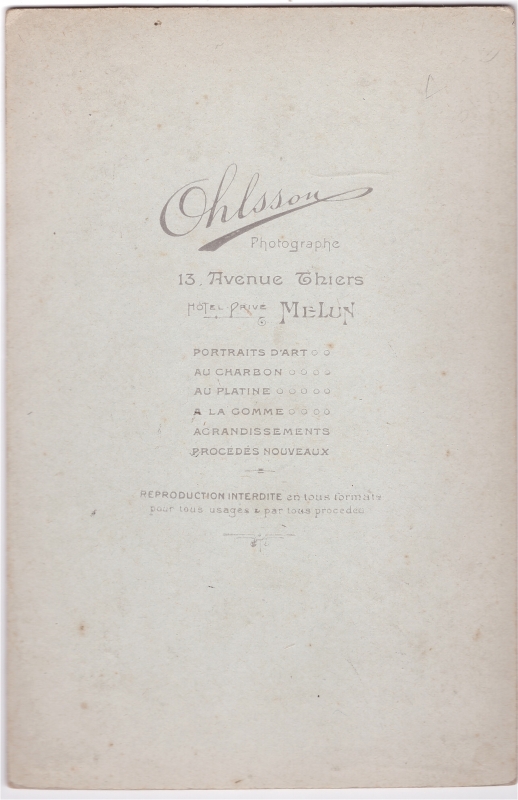 Ohlsson
Photographe
13, Avenue Thiers
HÔTEL PRIVÉ MELUN
PORTRAITS D'ART
AU CHARBON
AU PLATINE
A LA GOMME
AGRANDISSEMENTS
PROCÉDÉS NOUVEAUX
REPRODUCTION INTERDITE en tous formats
pour tous usages & par tous procédés